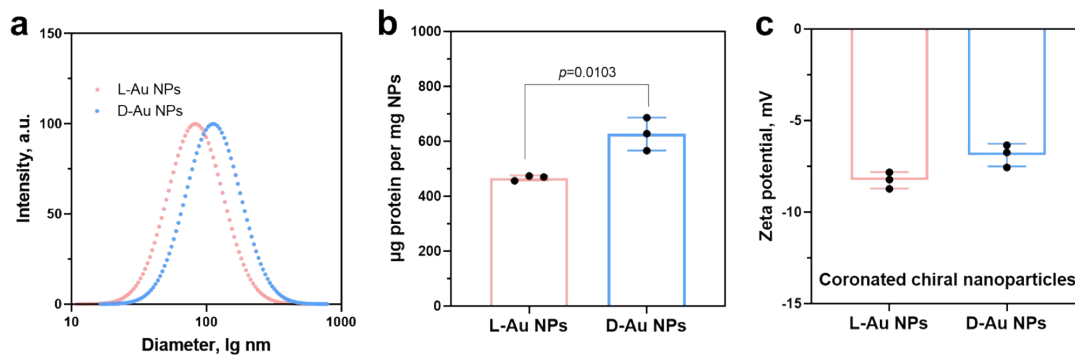 a
Intensity, a.u.
150
100
50
0
L-Au NPs
D-Au NPs
10
100
1000
Diameter, lg nm
b
µg protein per mg NPs
1000
800
600
400
200
0
p=0.0103
L-Au NPs
D-Au NPs
c
Zeta potential, mV
0
-5
-10
-15
Coronated chiral nanoparticles
L-Au NPs
D-Au NPs